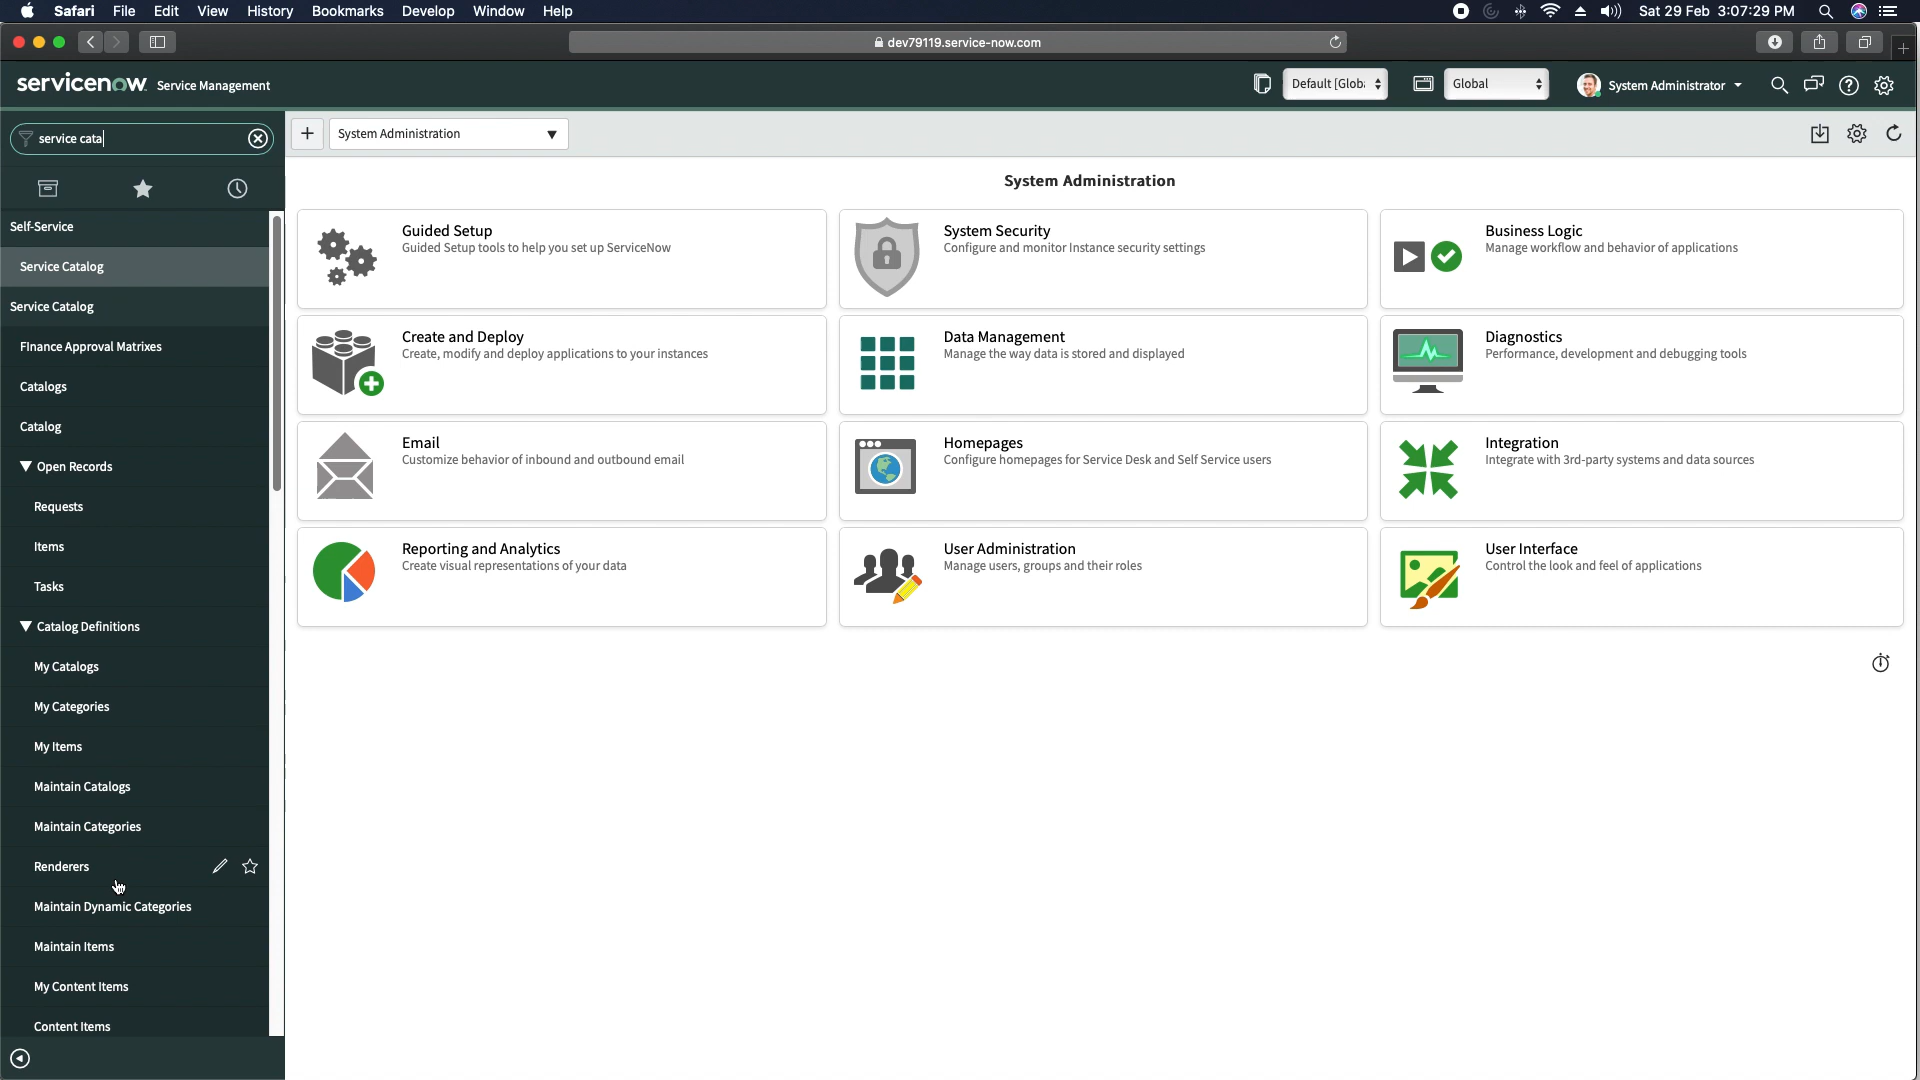 Safari File Edit View History Bookmarks Develop Window Help
Sat 29 Feb 3:07:29 PM
dev79119.service-now.com
servicenow Service Management
Default [Globa
Global
System Administrator
service cata
System Administration
System Administration
Self-Service
Service Catalog
Service Catalog
FInance Approval Matrixes
Catalogs
Catalog
Open Records
Requests
Items
Tasks
Catalog Definitions
My Catalogs
My Categories
My Items
Maintain Catalogs
Maintain Categories
Renderers
Maintain Dynamic Categories
Maintain Items
My Content Items
Content Items
Guided Setup
Guided Setup tools to help you set up ServiceNow
System Security
Configure and monitor Instance security settings
Business Logic
Manage workflow and behavior of applications
Create and Deploy
Create, modify and deploy applications to your instances
Data Management
Manage the way data is stored and displayed
Diagnostics
Performance, development and debugging tools
Email
Customize behavior of inbound and outbound email
Homepages
Configure homepages for Service Desk and Self Service users
Integration
Integrate with 3rd-party systems and data sources
Reporting and Analytics
Create visual representations of your data
User Administration
Manage users, groups and their roles
User Interface
Control the look and feel of applications